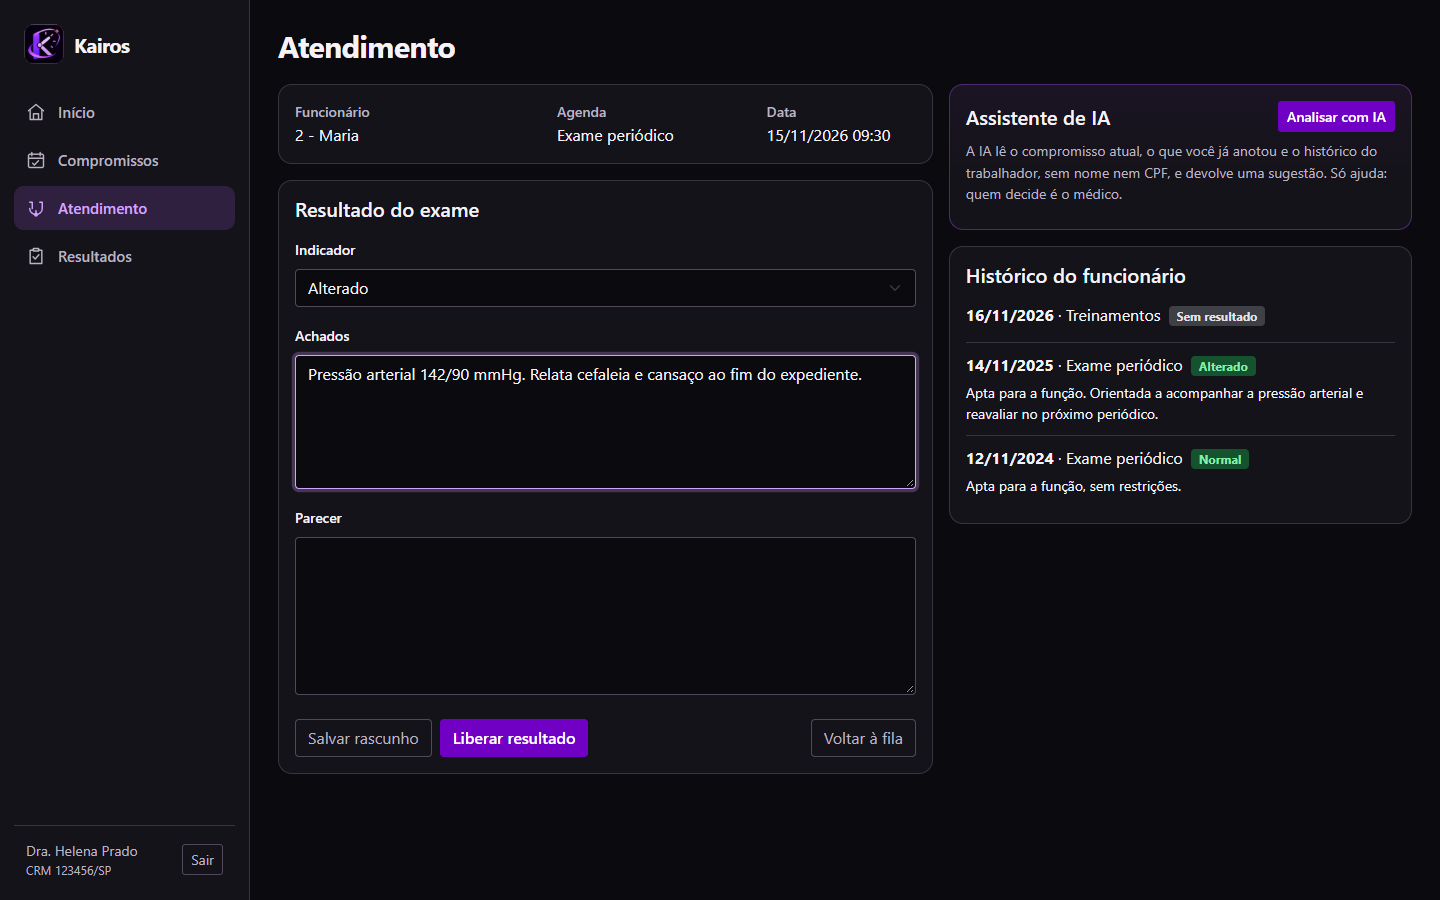 Kairos
Início
Compromissos
Atendimento
Resultados
Dra. Helena Prado
CRM 123456/SP
Sair
Atendimento
Funcionário
2 - Maria
Agenda
Exame periódico
Data
15/11/2026 09:30
Resultado do exame
Indicador
Alterado
Achados
Pressão arterial 142/90 mmHg. Relata cefaleia e cansaço ao fim do expediente.
Parecer
Salvar rascunho
Liberar resultado
Voltar à fila
Assistente de IA
Analisar com IA
A IA lê o compromisso atual, o que você já anotou e o histórico do
trabalhador, sem nome nem CPF, e devolve uma sugestão. Só ajuda:
quem decide é o médico.
Histórico do funcionário
16/11/2026 · Treinamentos Sem resultado
14/11/2025 · Exame periódico Alterado
Apta para a função. Orientada a acompanhar a pressão arterial e
reavaliar no próximo periódico.
12/11/2024 · Exame periódico Normal
Apta para a função, sem restrições.